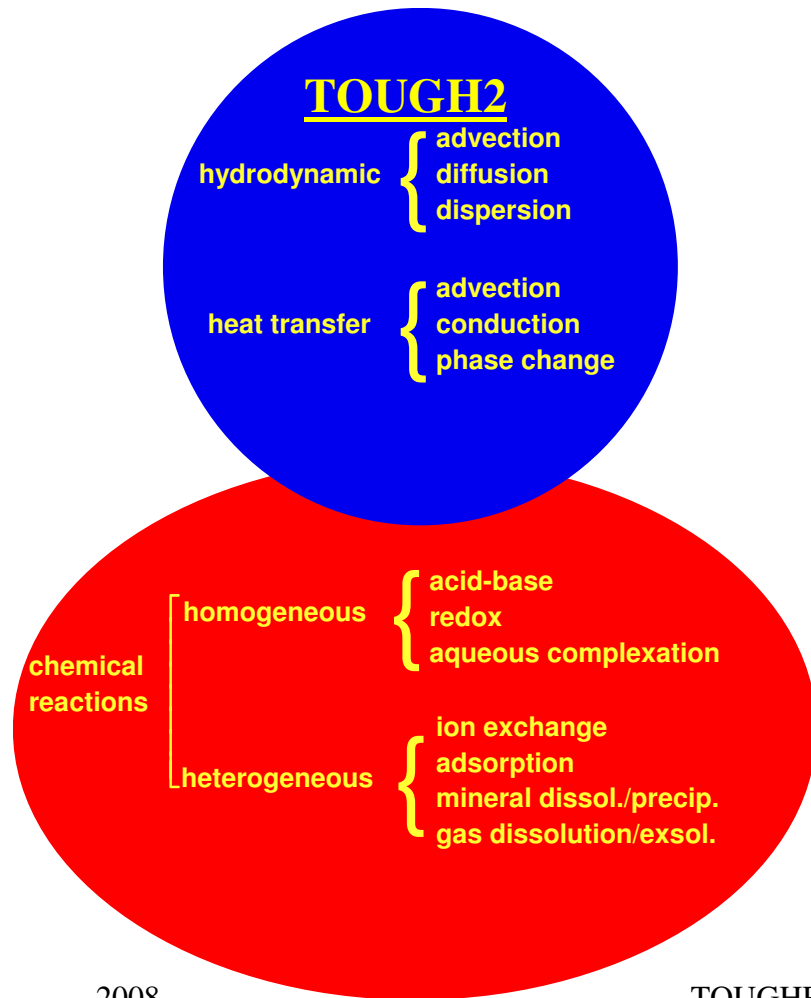 TOUGH2
hydrodynamic
advection
diffusion
dispersion
heat transfer
advection
conduction
phase change
chemical
reactions
homogeneous
acid-base
redox
aqueous complexation
heterogeneous
ion exchange
adsorption
mineral dissol./precip.
gas dissolution/exsol.
2008